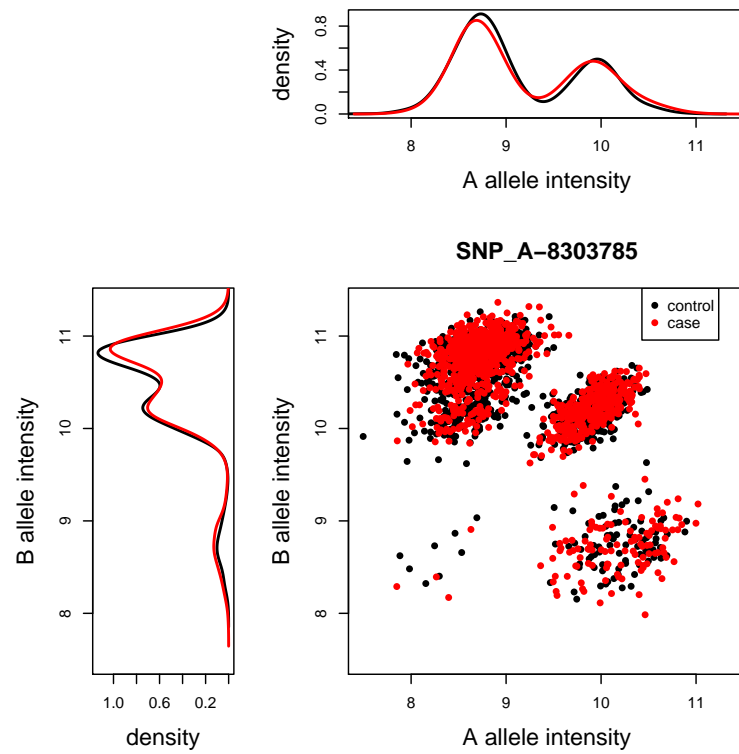 density
0.0 0.4 0.8
8 9 10 11
A allele intensity
SNP_A−8303785
B allele intensity
8 9 10 11
1.0 0.6 0.2
density
B allele intensity
8 9 10 11
control
case
8 9 10 11
A allele intensity